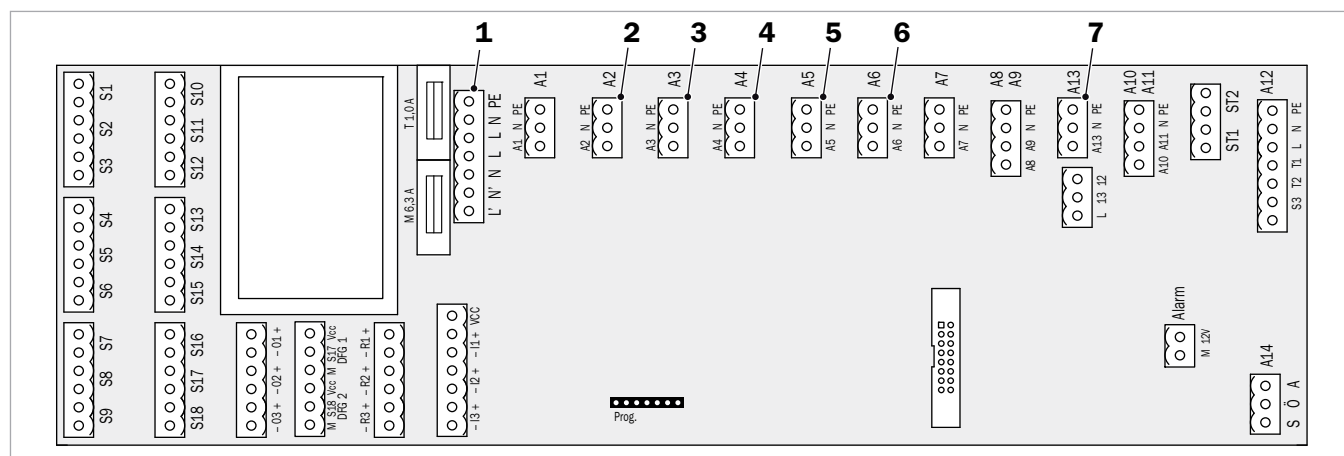 1 2 3 4 5 6 7
S1
S2
S3
S4
S5
S6
S7
S8
S9
S10
S11
S12
S13
S14
S15
S16
S17
S18
T 1,0 A
M 6,3 A
L' N' N L L N PE
A1
A1 N PE
A2
A2 N PE
A3
A3 N PE
A4
A4 N PE
A5
A5 N PE
A6
A6 N PE
A7
A7 N PE
A8
A9
A8 A9 N PE
A13
A13 N PE
L 13 12
A10
A11
A10 A11 N PE
ST1 ST2
A12
S3 T2 T1 L N PE
– O3 + – O2 + – O1 +
M S18 Vcc M S17 Vcc
DFG 2 DFG 1
– R3 + – R2 + – R1 +
– I3 + – I2 + – I1 + VCC
Prog.
Alarm
M 12V
A14
S Ö A